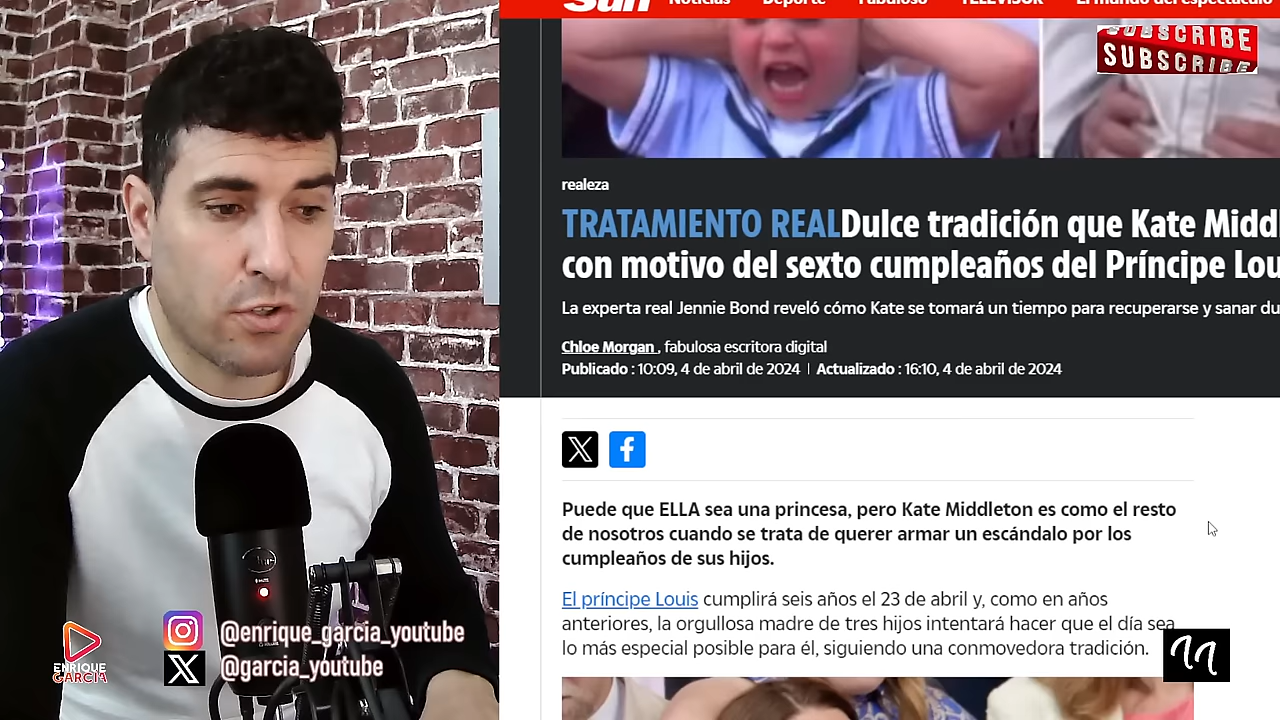 Sun Noticias Deporte Fabuloso TELEVISOR El mundo del espectáculo
SUBSCRIBE
SUBSCRIBE
realeza
TRATAMIENTO REALDulce tradición que Kate Middl
con motivo del sexto cumpleaños del Príncipe Lou
La experta real Jennie Bond reveló cómo Kate se tomará un tiempo para recuperarse y sanar du
Chloe Morgan , fabulosa escritora digital
Publicado : 10:09, 4 de abril de 2024 | Actualizado : 16:10, 4 de abril de 2024
Puede que ELLA sea una princesa, pero Kate Middleton es como el resto
de nosotros cuando se trata de querer armar un escándalo por los
cumpleaños de sus hijos.
El príncipe Louis cumplirá seis años el 23 de abril y, como en años
anteriores, la orgullosa madre de tres hijos intentará hacer que el día sea
lo más especial posible para él, siguiendo una conmovedora tradición.
@enrique_garcia_youtube
@garcia_youtube
ENRIQUE
GARCIA